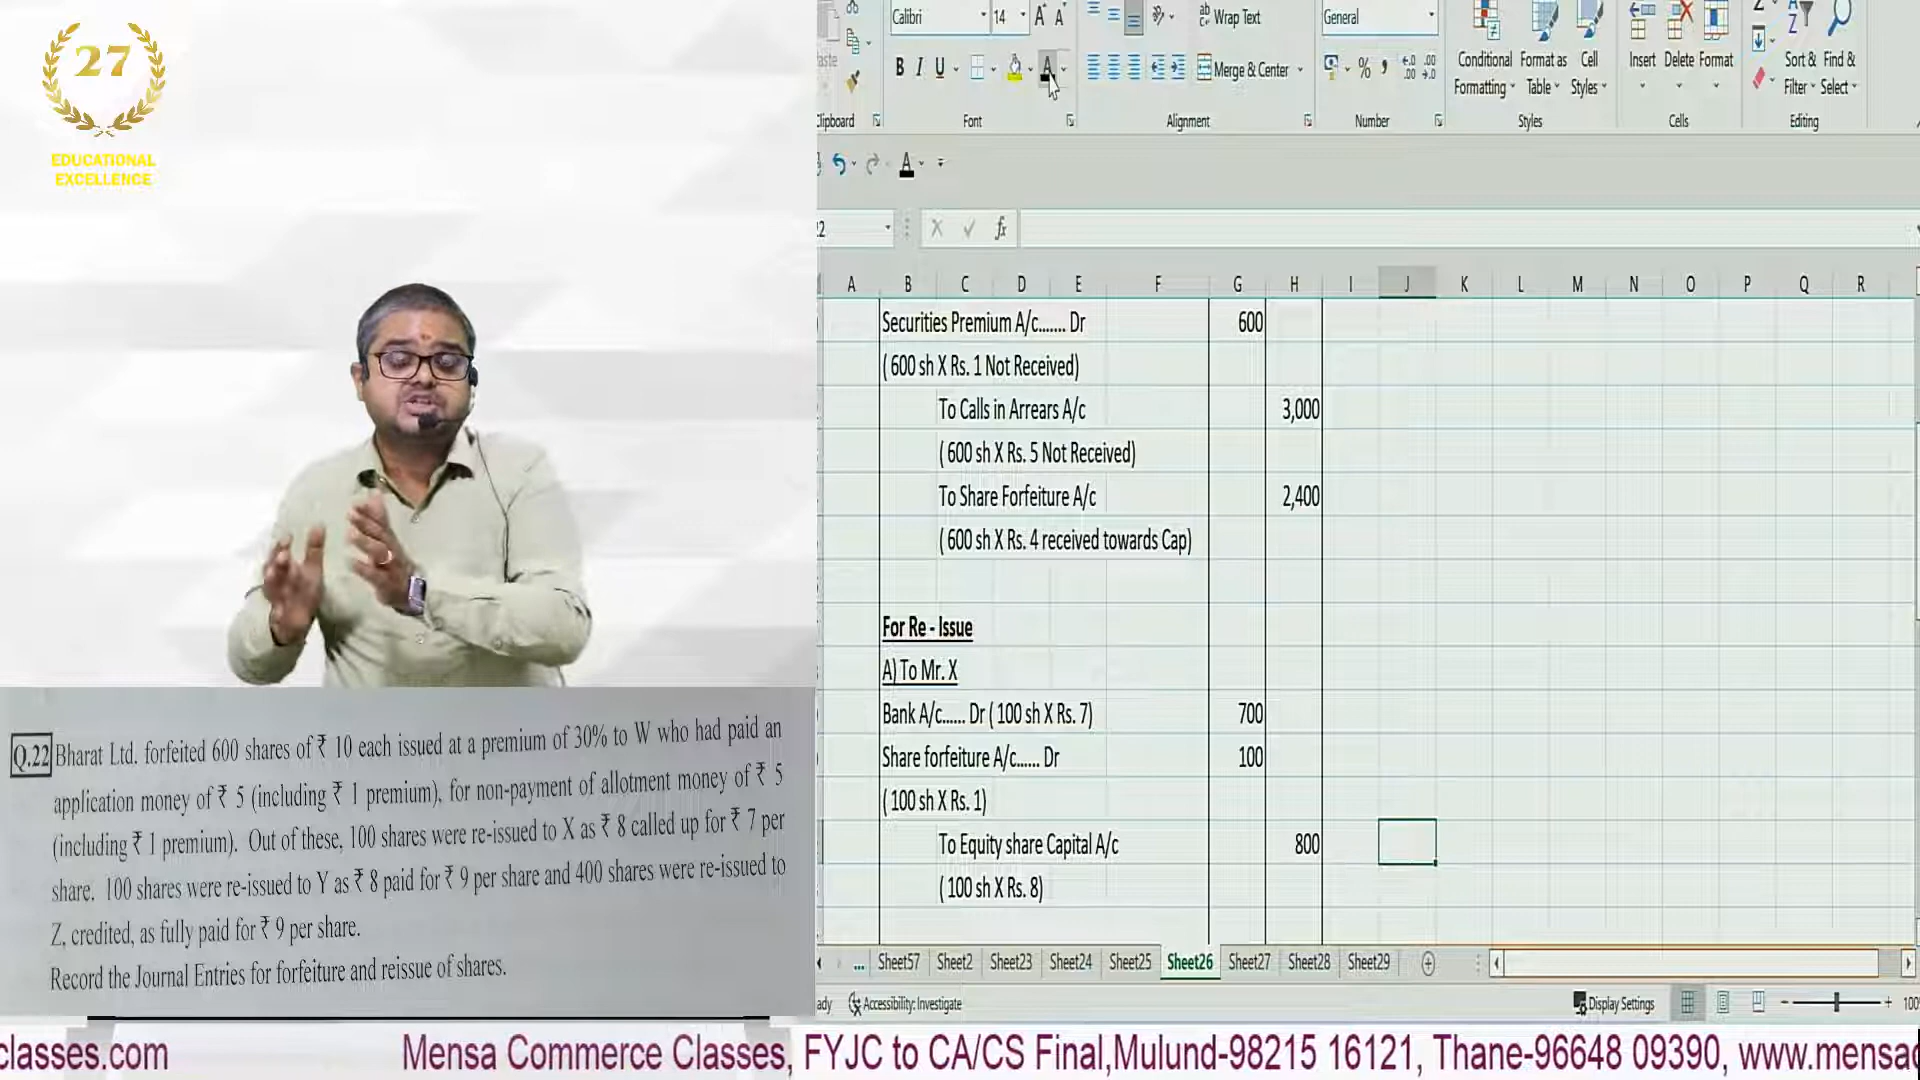 27
EDUCATIONAL
EXCELLENCE
Calibri 14 Wrap Text General
B I U Merge & Center % Conditional Formatting Format as Table Cell Styles Insert Delete Format Sort & Filter Find & Select
Clipboard Font Alignment Number Styles Cells Editing
A B C D E F G H I J K L M N O P Q R
Securities Premium A/c....... Dr 600
( 600 sh X Rs. 1 Not Received)
To Calls in Arrears A/c 3,000
( 600 sh X Rs. 5 Not Received)
To Share Forfeiture A/c 2,400
( 600 sh X Rs. 4 received towards Cap)
For Re - Issue
A) To Mr. X
Bank A/c...... Dr ( 100 sh X Rs. 7) 700
Share forfeiture A/c...... Dr 100
( 100 sh X Rs. 1)
To Equity share Capital A/c 800
( 100 sh X Rs. 8)
... Sheet57 Sheet2 Sheet23 Sheet24 Sheet25 Sheet26 Sheet27 Sheet28 Sheet29
Accessibility: Investigate Display Settings
Q.22 Bharat Ltd. forfeited 600 shares of ₹ 10 each issued at a premium of 30% to W who had paid an
application money of ₹ 5 (including ₹ 1 premium), for non-payment of allotment money of ₹ 5
(including ₹ 1 premium). Out of these, 100 shares were re-issued to X as ₹ 8 called up for ₹ 7 per
share. 100 shares were re-issued to Y as ₹ 8 paid for ₹ 9 per share and 400 shares were re-issued to
Z, credited, as fully paid for ₹ 9 per share.
Record the Journal Entries for forfeiture and reissue of shares.
classes.com Mensa Commerce Classes, FYJC to CA/CS Final,Mulund-98215 16121, Thane-96648 09390, www.mensac